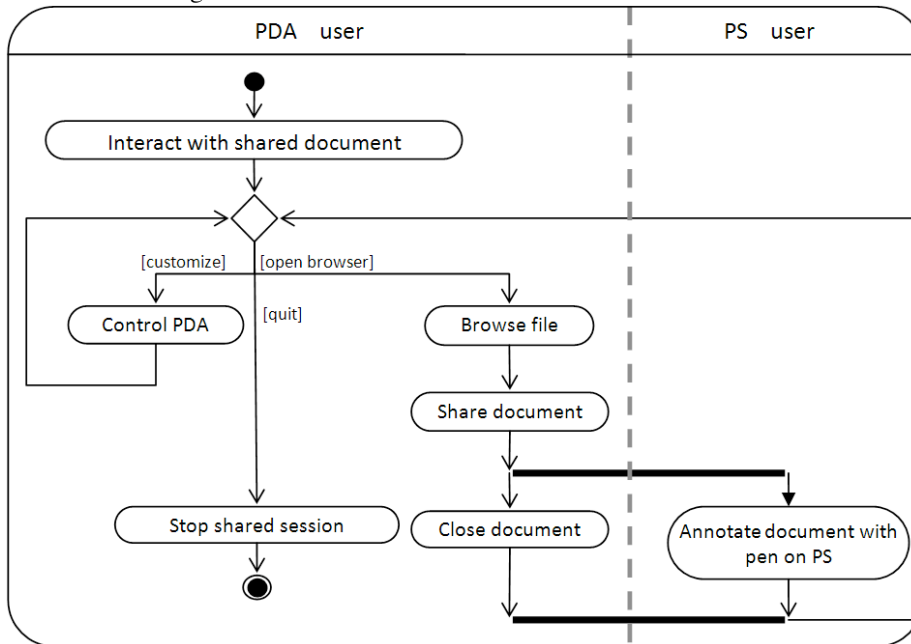 PDA user
PS user
Interact with shared document
[customize]
[open browser]
[quit]
Control PDA
Browse file
Share document
Stop shared session
Close document
Annotate document with
pen on PS